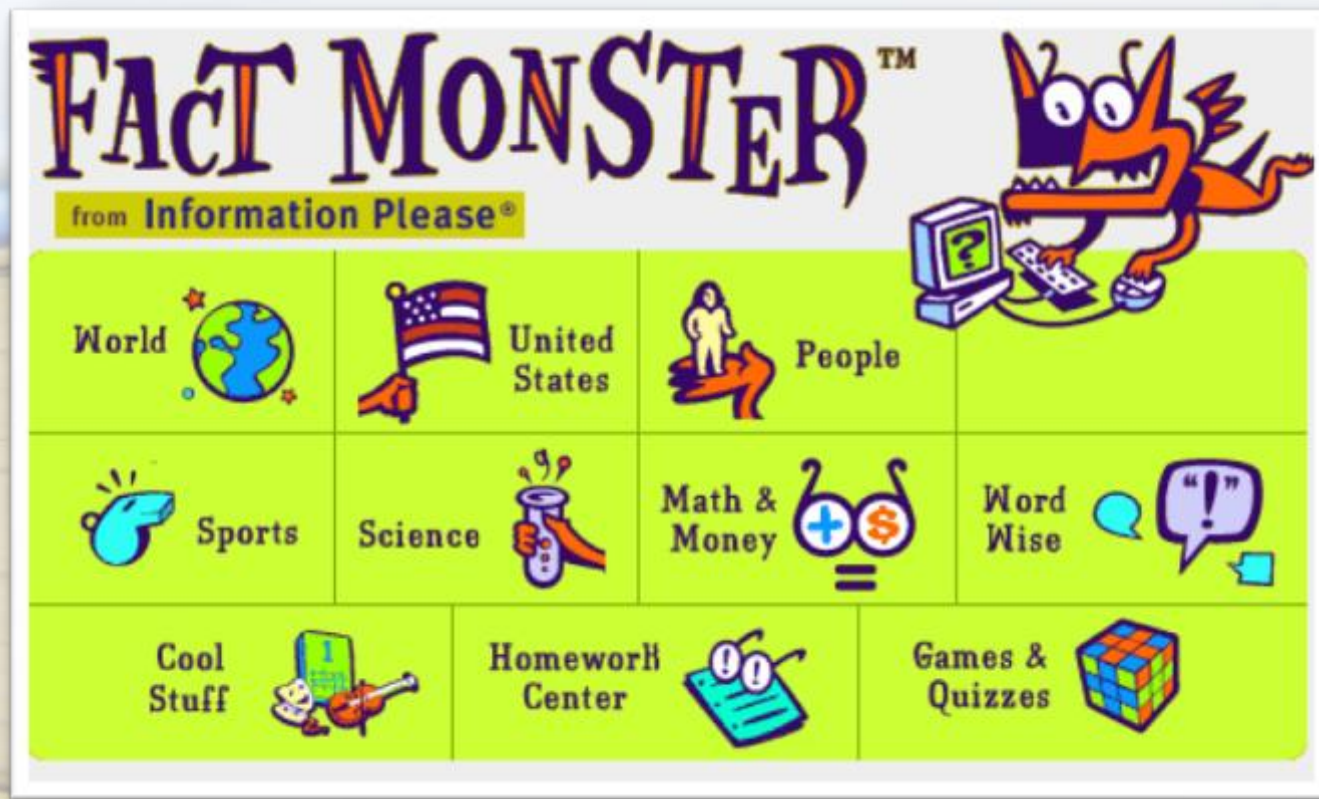 FACT MONSTER™
from Information Please®
?
World
United
States
People
Sports
Science
Math &
Money
+ $
=
Word
Wise
“!”
Cool
Stuff
1
Homework
Center
! !
Games &
Quizzes